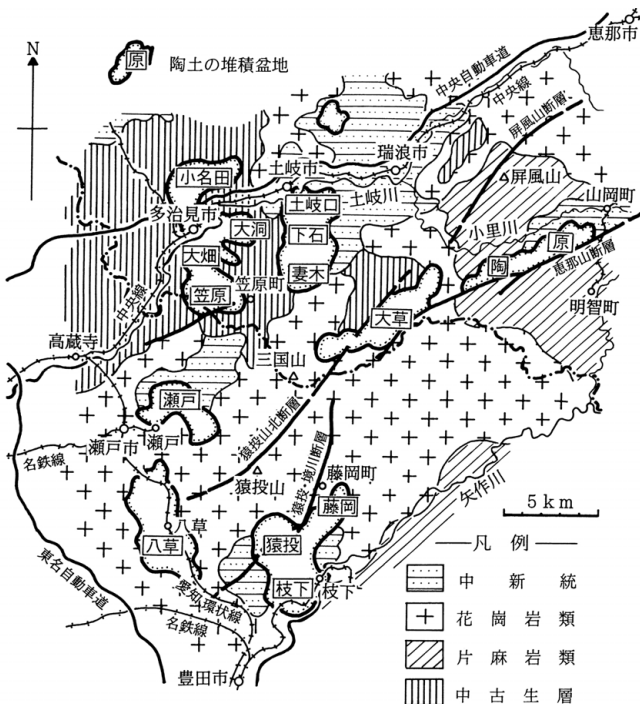 N
原
陶土の堆積盆地
恵那市
中央自動車道
中央線
屏風山断層
瑞浪市
屏風山
小名田
土岐市
土岐川
土岐口
山岡町
多治見市
大洞
下石
小里川
原
大畑
妻木
陶
恵那山断層
笠原町
笠原
明智町
中央線
大草
高蔵寺
三国山
瀬戸
猿投山北断層
瀬戸市
瀬戸
名鉄線
猿投山
猿投・境川断層
藤岡町
藤岡
矢作川
5km
八草
八草
猿投
凡例
東名自動車道
愛知環状線
枝下
枝下
中新統
名鉄線
花崗岩類
片麻岩類
豊田市
中古生層